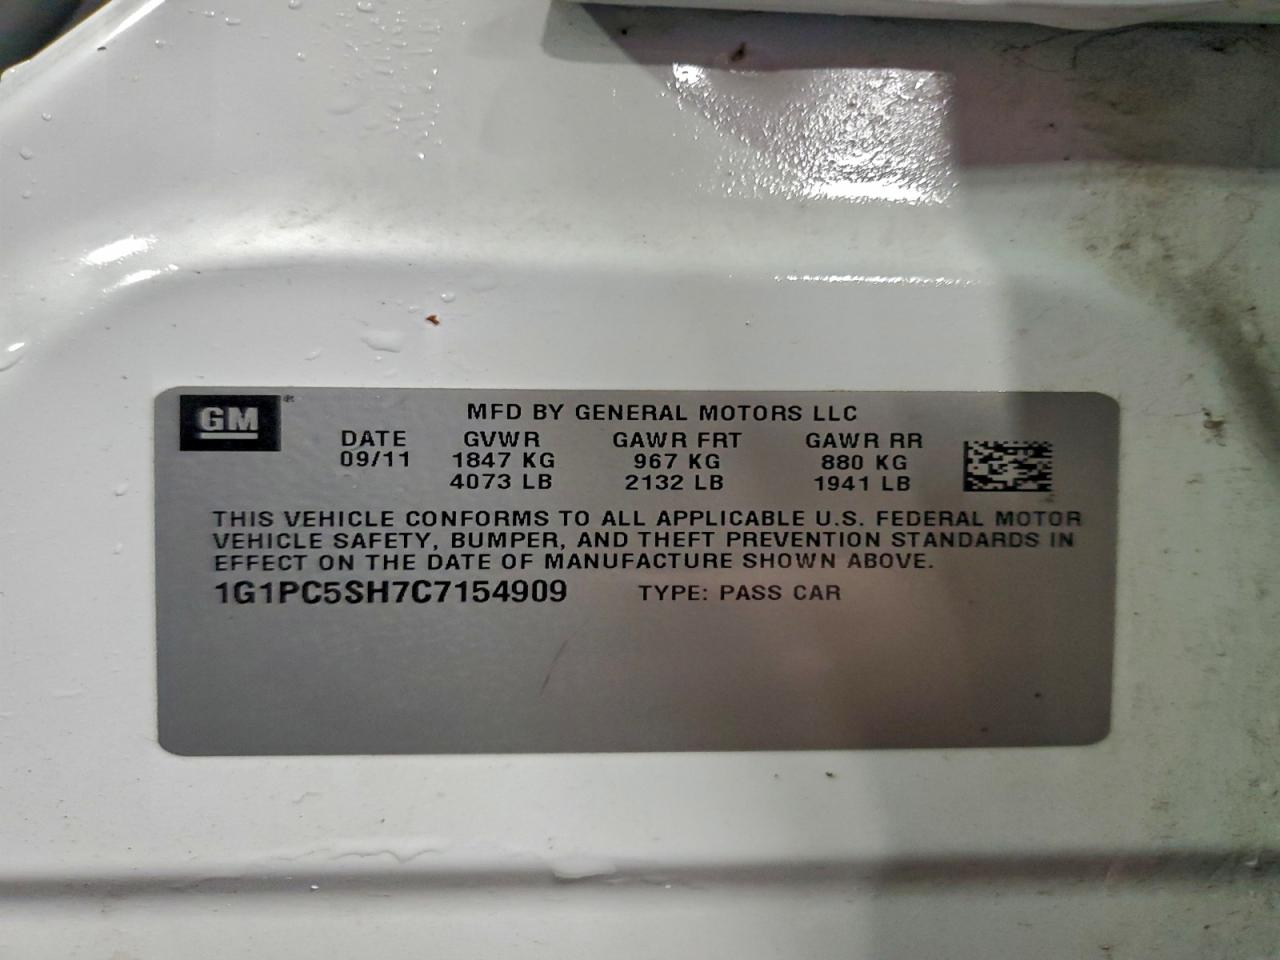 GM ®
MFD BY GENERAL MOTORS LLC
DATE GVWR GAWR FRT GAWR RR
09/11 1847 KG 967 KG 880 KG
4073 LB 2132 LB 1941 LB
THIS VEHICLE CONFORMS TO ALL APPLICABLE U.S. FEDERAL MOTOR
VEHICLE SAFETY, BUMPER, AND THEFT PREVENTION STANDARDS IN
EFFECT ON THE DATE OF MANUFACTURE SHOWN ABOVE.
1G1PC5SH7C7154909 TYPE: PASS CAR